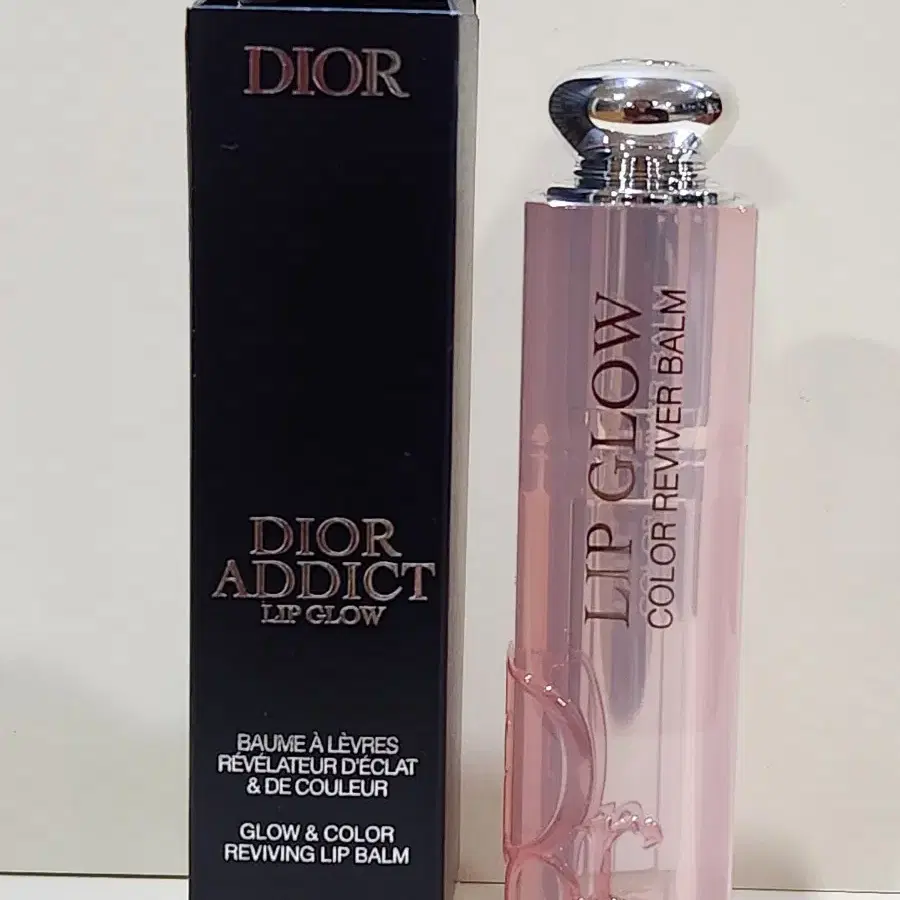 DIOR
DIOR
ADDICT
LIP GLOW
BAUME À LÈVRES
RÉVÉLATEUR D'ÉCLAT
& DE COULEUR
GLOW & COLOR
REVIVING LIP BALM
LIP GLOW
COLOR REVIVER BALM